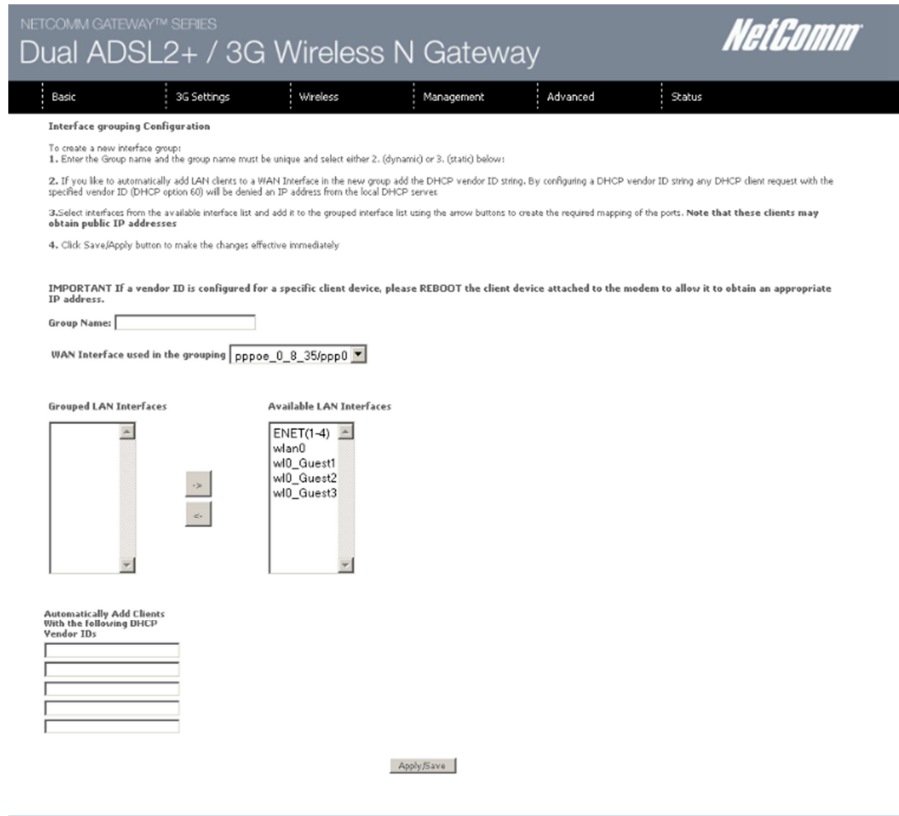 NETCOMM GATEWAY™ SERIES
Dual ADSL2+ / 3G Wireless N Gateway
NetComm
Basic 3G Settings Wireless Management Advanced Status
Interface grouping Configuration
To create a new interface group:
1. Enter the Group name and the group name must be unique and select either 2. (dynamic) or 3. (static) below:
2. If you like to automatically add LAN clients to a WAN Interface in the new group add the DHCP vendor ID string. By configuring a DHCP vendor ID string any DHCP client request with the
specified vendor ID (DHCP option 60) will be denied an IP address from the local DHCP server.
3.Select interfaces from the available interface list and add it to the grouped interface list using the arrow buttons to create the required mapping of the ports. Note that these clients may
obtain public IP addresses
4. Click Save/Apply button to make the changes effective immediately
IMPORTANT If a vendor ID is configured for a specific client device, please REBOOT the client device attached to the modem to allow it to obtain an appropriate
IP address.
Group Name:
WAN Interface used in the grouping pppoe_0_8_35/ppp0
Grouped LAN Interfaces Available LAN Interfaces
ENET(1-4)
wlan0
wl0_Guest1
wl0_Guest2
wl0_Guest3
->
<-
Automatically Add Clients
With the following DHCP
Vendor IDs
Apply/Save